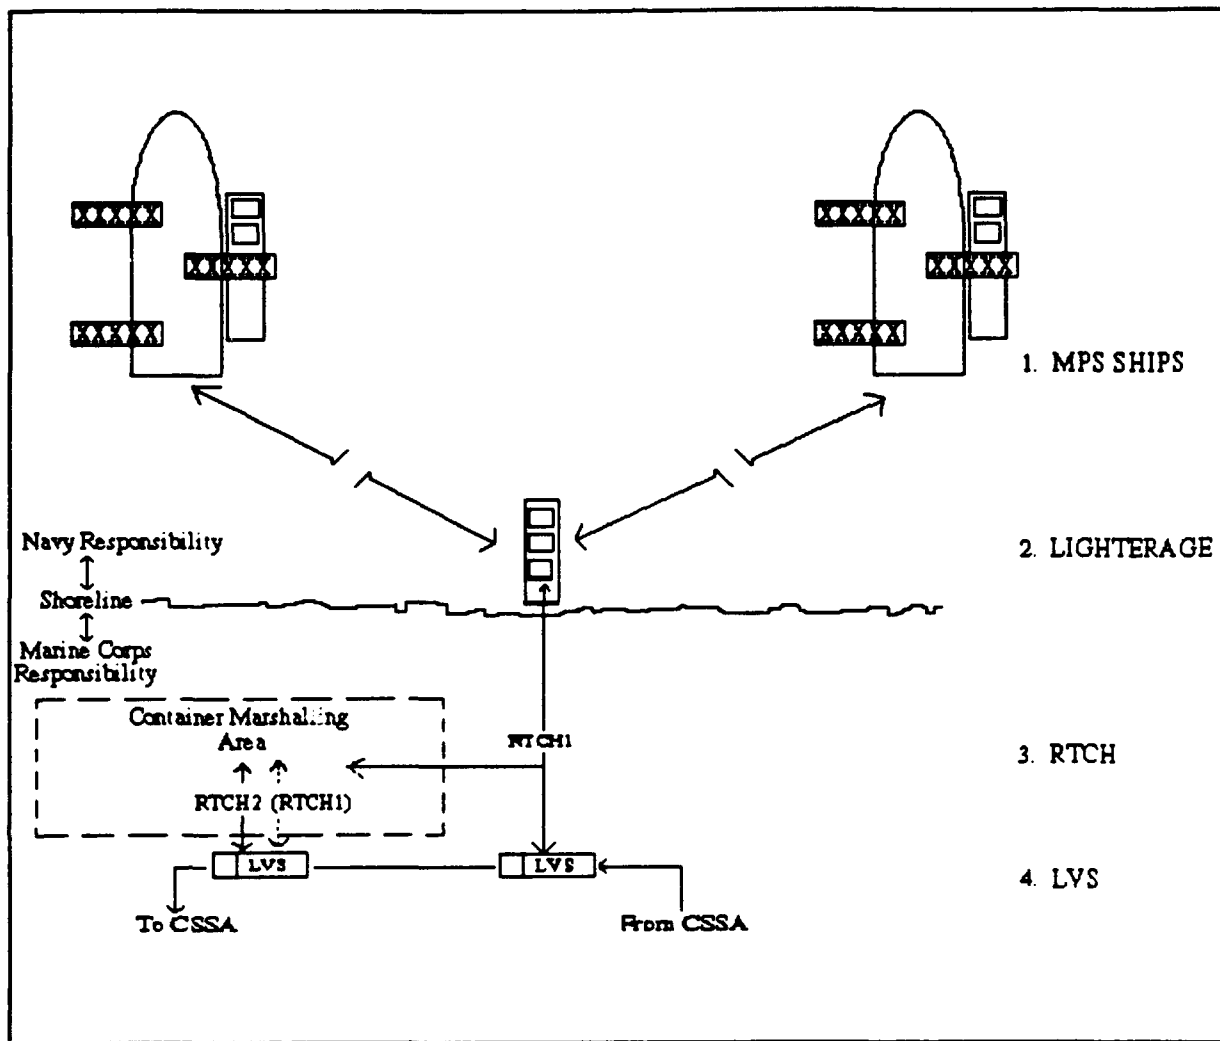 1. MPS SHIPS
2. LIGHTERAGE
Navy Responsibility
Shoreline
Marine Corps
Responsibility
Container Marshalling
Area
RTCH1
3. RTCH
RTCH2 (RTCH1)
LVS
LVS
4. LVS
To CSSA
From CSSA